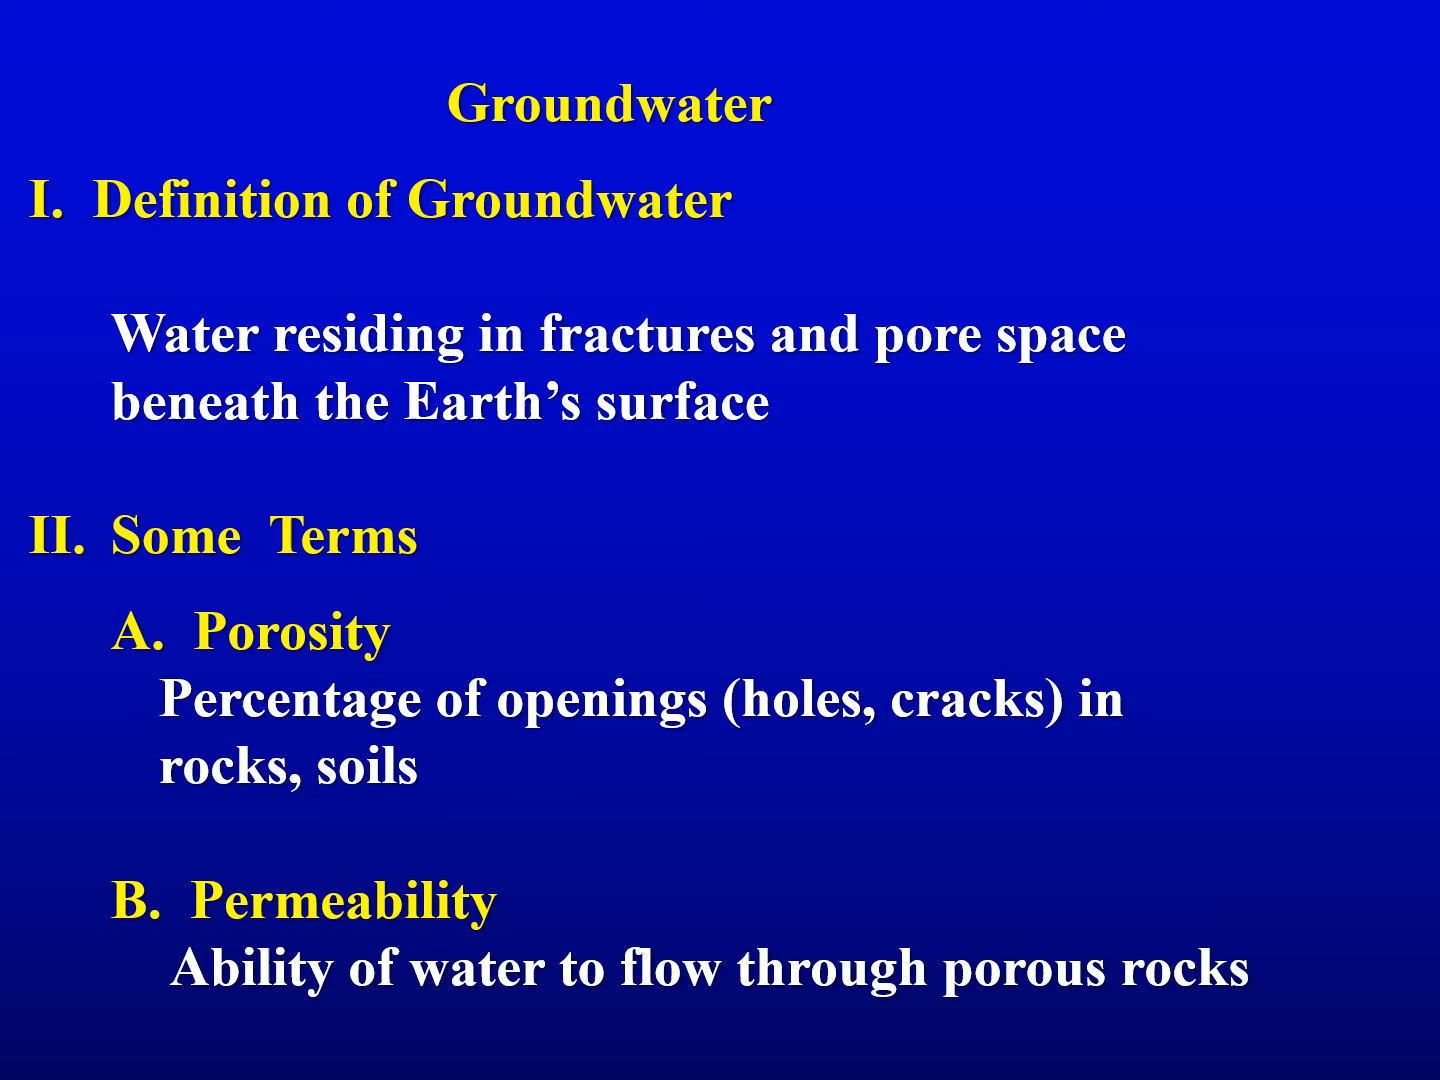 Groundwater
I. Definition of Groundwater
Water residing in fractures and pore space
beneath the Earth’s surface
II. Some Terms
A. Porosity
Percentage of openings (holes, cracks) in
rocks, soils
B. Permeability
Ability of water to flow through porous rocks